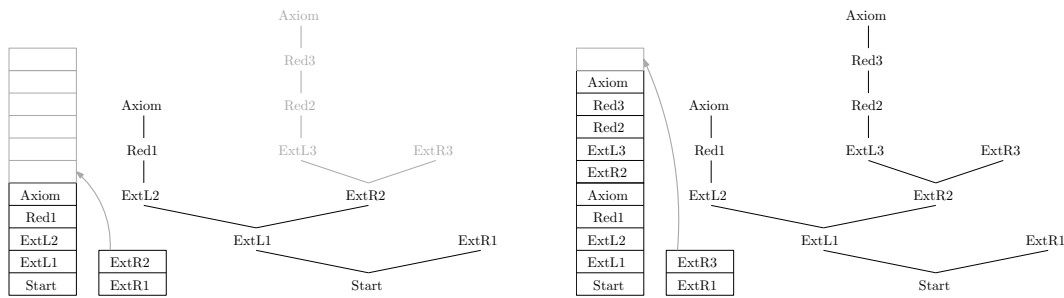 Axiom
Red3
Red2
Axiom
Red1
ExtL3 ExtR3
ExtL2 ExtR2
ExtL1 ExtR1
Start
Axiom
Red1
ExtL2
ExtL1
Start
ExtR2
ExtR1
Axiom
Red3
Red2
Axiom
Red1
ExtL3 ExtR3
ExtL2 ExtR2
ExtL1 ExtR1
Start
Axiom
Red3
Red2
ExtL3
ExtR2
Axiom
Red1
ExtL2
ExtL1
Start
ExtR3
ExtR1